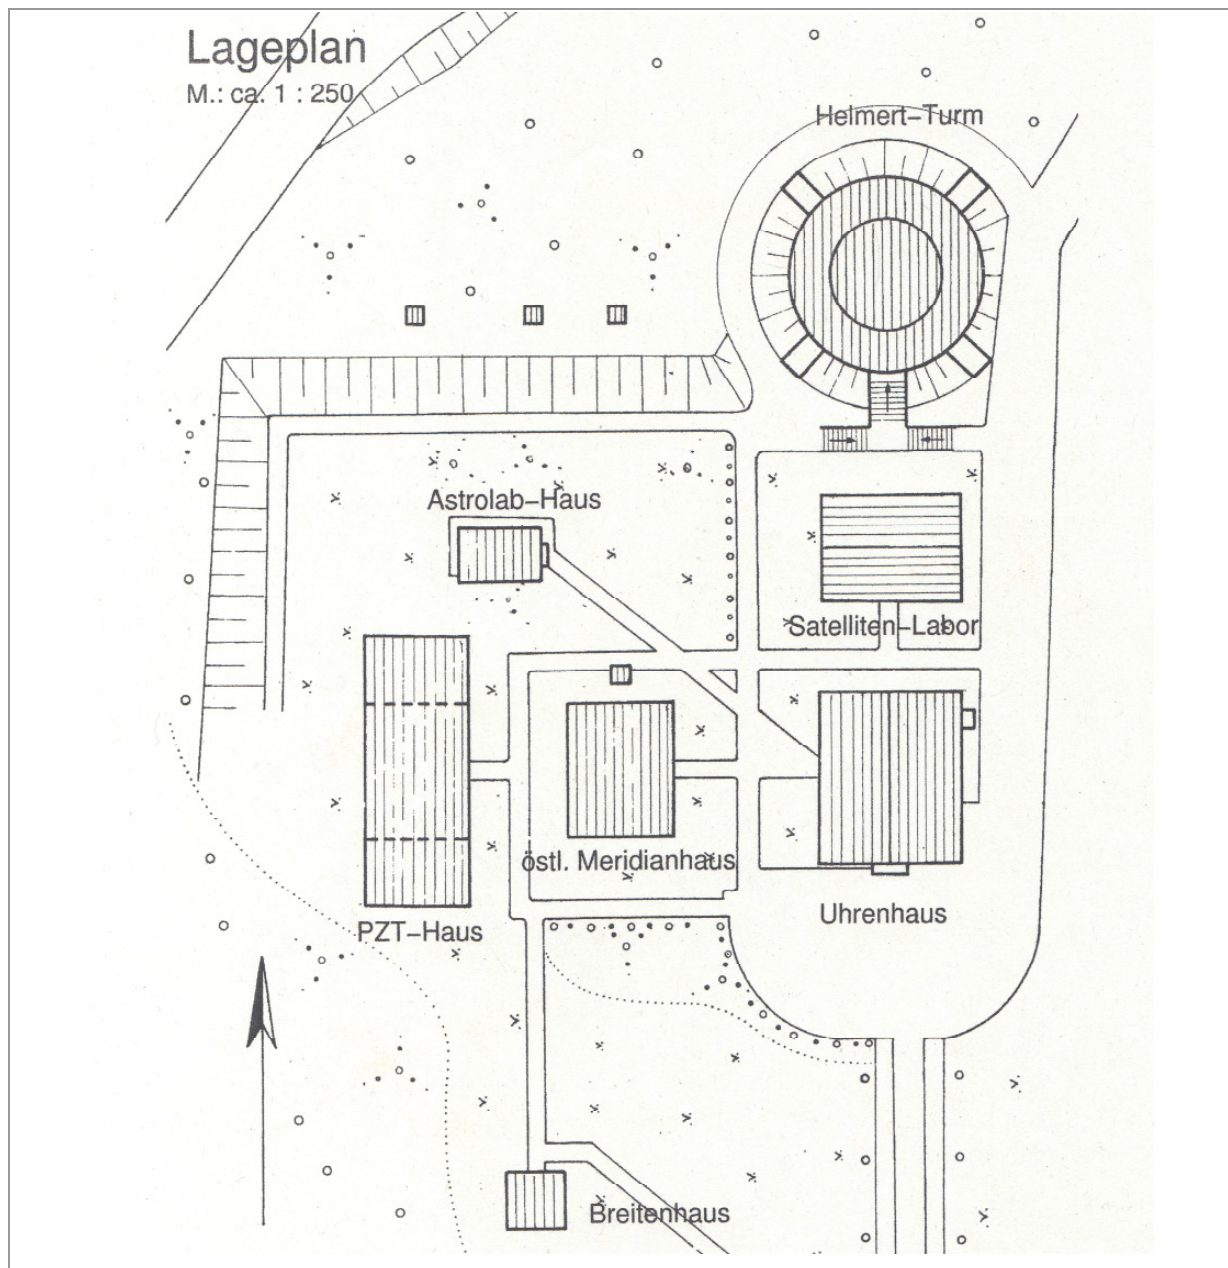 Lageplan
M.: ca. 1 : 250
Helmert-Turm
Astrolab-Haus
Satelliten-Labor
östl. Meridianhaus
Uhrenhaus
PZT-Haus
Breitenhaus